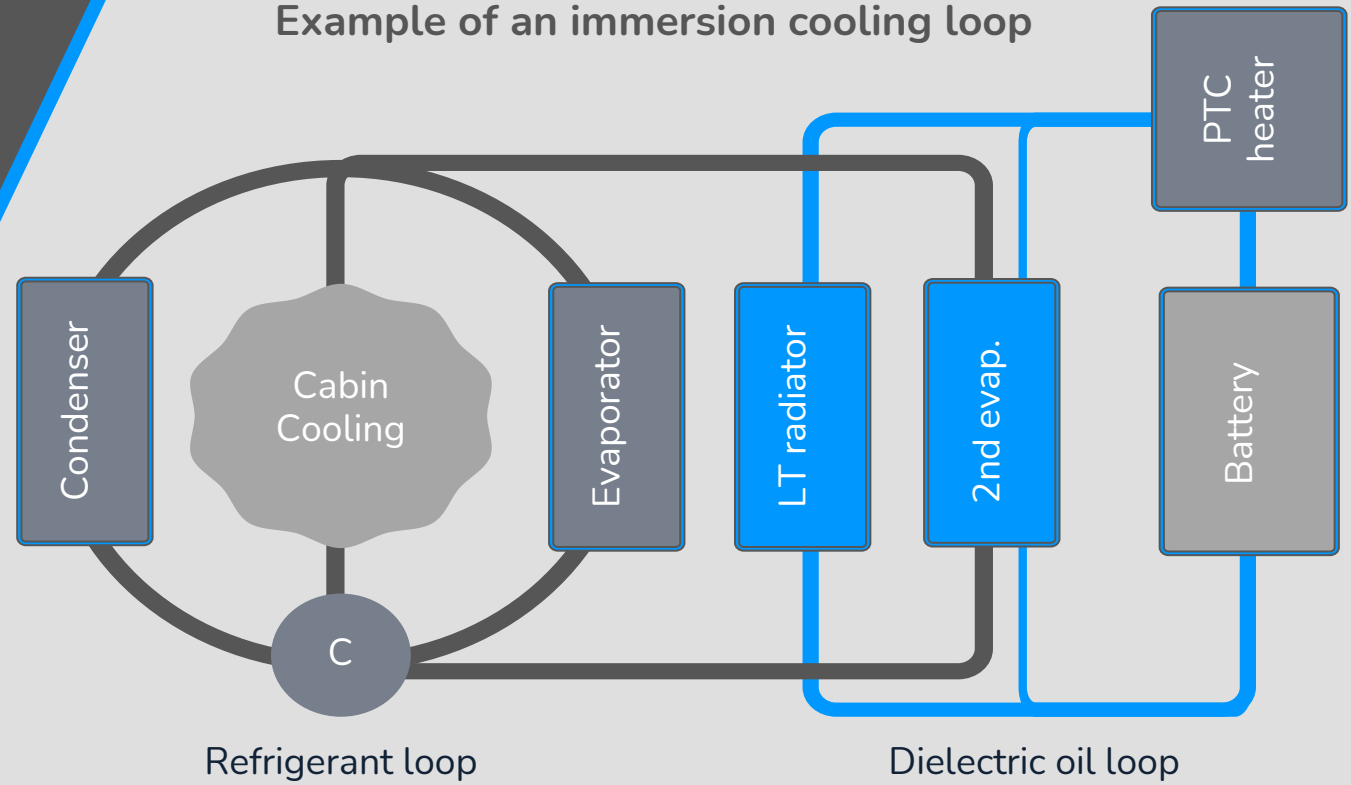 Example of an immersion cooling loop
PTC
heater
Condenser
Cabin
Cooling
Evaporator
LT radiator
2nd evap.
Battery
C
Refrigerant loop
Dielectric oil loop